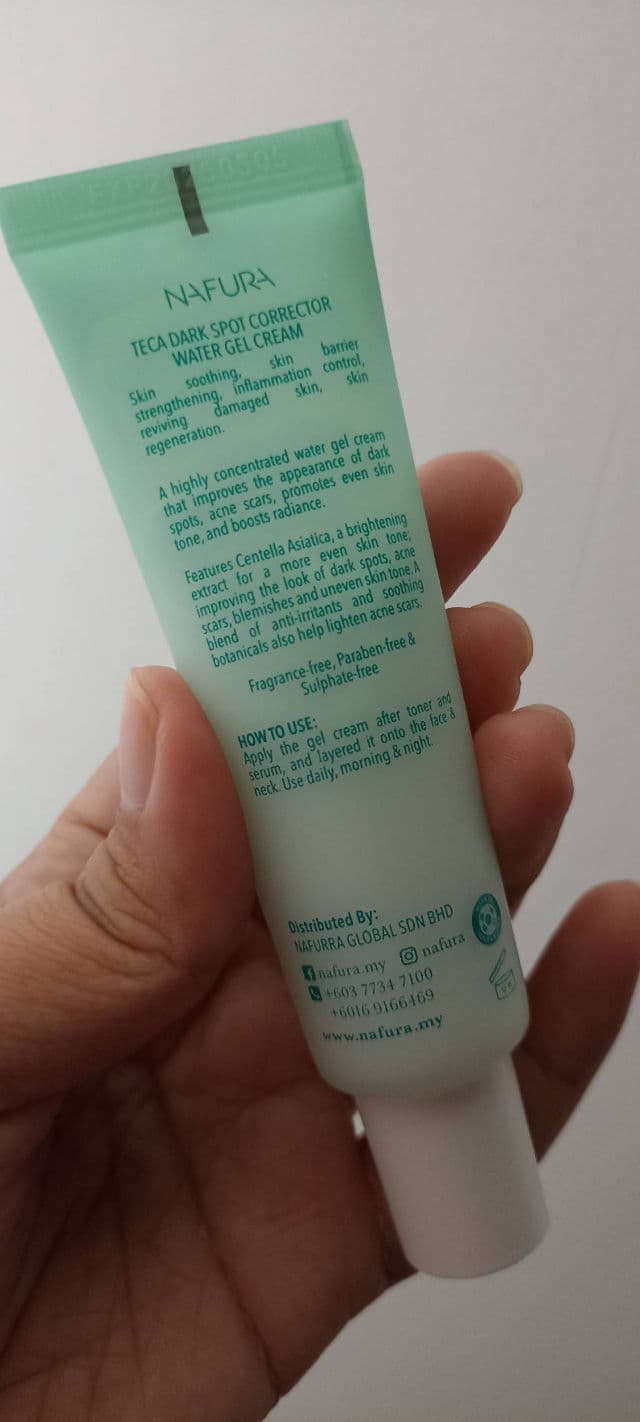 NAFURA
TECA DARK SPOT CORRECTOR
WATER GEL CREAM
Skin soothing, skin barrier
strengthening, inflammation control,
reviving damaged skin, skin
regeneration.
A highly concentrated water gel cream
that improves the appearance of dark
spots, acne scars, promotes even skin
tone, and boosts radiance.
Features Centella Asiatica, a brightening
extract for a more even skin tone;
improving the look of dark spots, acne
scars, blemishes and uneven skin tone. A
blend of anti-irritants and soothing
botanicals also help lighten acne scars.
Fragrance-free, Paraben-free &
Sulphate-free
HOW TO USE:
Apply the gel cream after toner and
serum, and layered it onto the face &
neck. Use daily, morning & night.
Distributed By:
NAFURRA GLOBAL SDN BHD
nafura.my nafura
+603 7734 7100
+6016 9166469
www.nafura.my